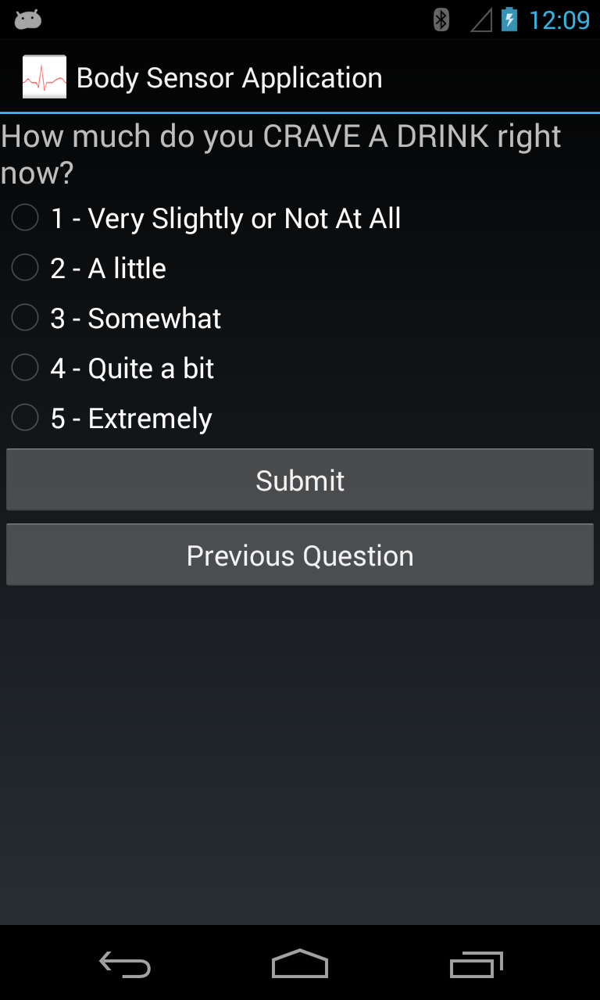 12:09
Body Sensor Application
How much do you CRAVE A DRINK right
now?
1 - Very Slightly or Not At All
2 - A little
3 - Somewhat
4 - Quite a bit
5 - Extremely
Submit
Previous Question